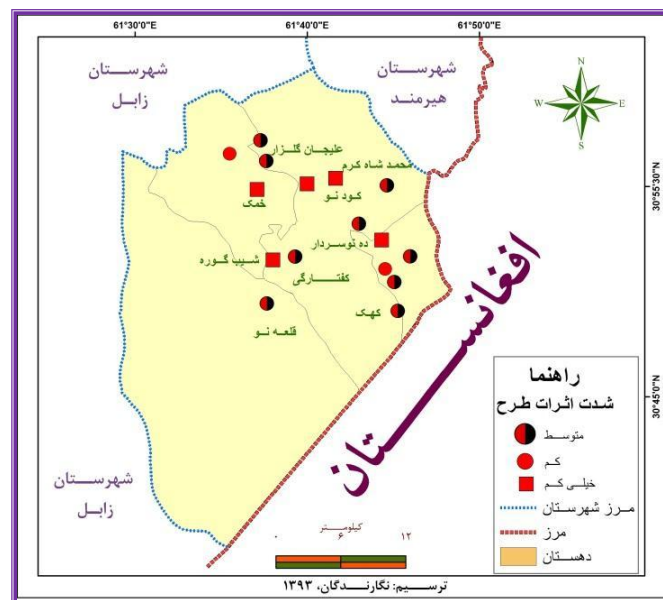 61°30'0"E 61°40'0"E 61°50'0"E
شهرستان
زابل
شهرستان
هیرمند
N
W E
S
30°55'30"N
علیجان گلزار
محمد شاه کرم
کود نو
خمک
ده نوسردار
شیب گوره
کفتارگی
کهک
قلعه نو
30°45'0"N
افغانستان
شهرستان
زابل
راهنما
شدت اثرات طرح
متوسط
کم
خیلی کم
مرز شهرستان
مرز
دهستان
کیلومتر
۰ 6 ۱۲
ترسیم: نگارندگان، ۱۳۹۳